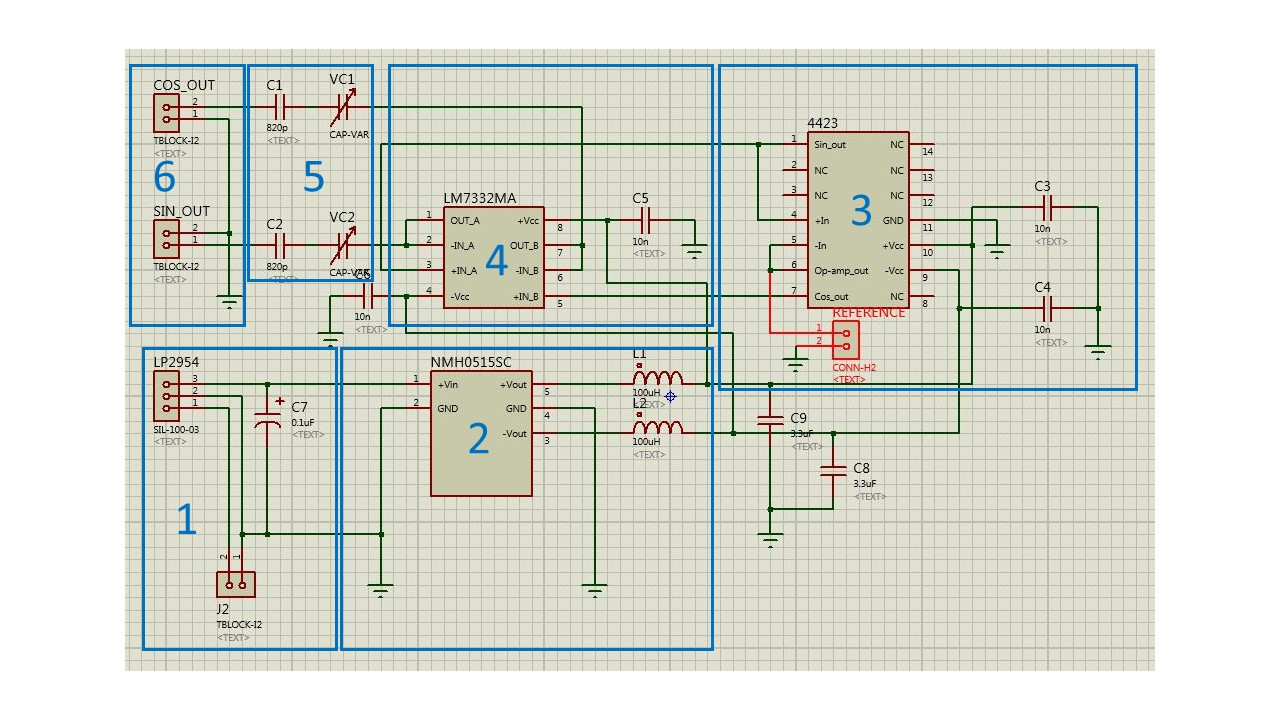 COS_OUT
2
1
TBLOCK-I2
<TEXT>
6
SIN_OUT
2
1
TBLOCK-I2
<TEXT>
C1
820p
<TEXT>
VC1
CAP-VAR
5
C2
820p
<TEXT>
VC2
CAP-VAR
C6
10n
<TEXT>
LM7332MA
1 OUT_A +Vcc 8
2 -IN_A OUT_B 7
3 +IN_A -IN_B 6
4 -Vcc +IN_B 5
4
C5
10n
<TEXT>
4423
1 Sin_out NC 14
2 NC NC 13
3 NC NC 12
4 +In GND 11
5 -In +Vcc 10
6 Op-amp_out -Vcc 9
7 Cos_out NC 8
3
REFERENCE
1
2
CONN-H2
<TEXT>
C3
10n
<TEXT>
C4
10n
<TEXT>
LP2954
3
2
1
SIL-100-03
<TEXT>
C7
0.1uF
<TEXT>
1
2 1
J2
TBLOCK-I2
<TEXT>
NMH0515SC
1 +Vin +Vout 5
2 GND GND 4
-Vout 3
2
L1
100uH
<TEXT>
L2
100uH
<TEXT>
C9
3.3uF
<TEXT>
C8
3.3uF
<TEXT>